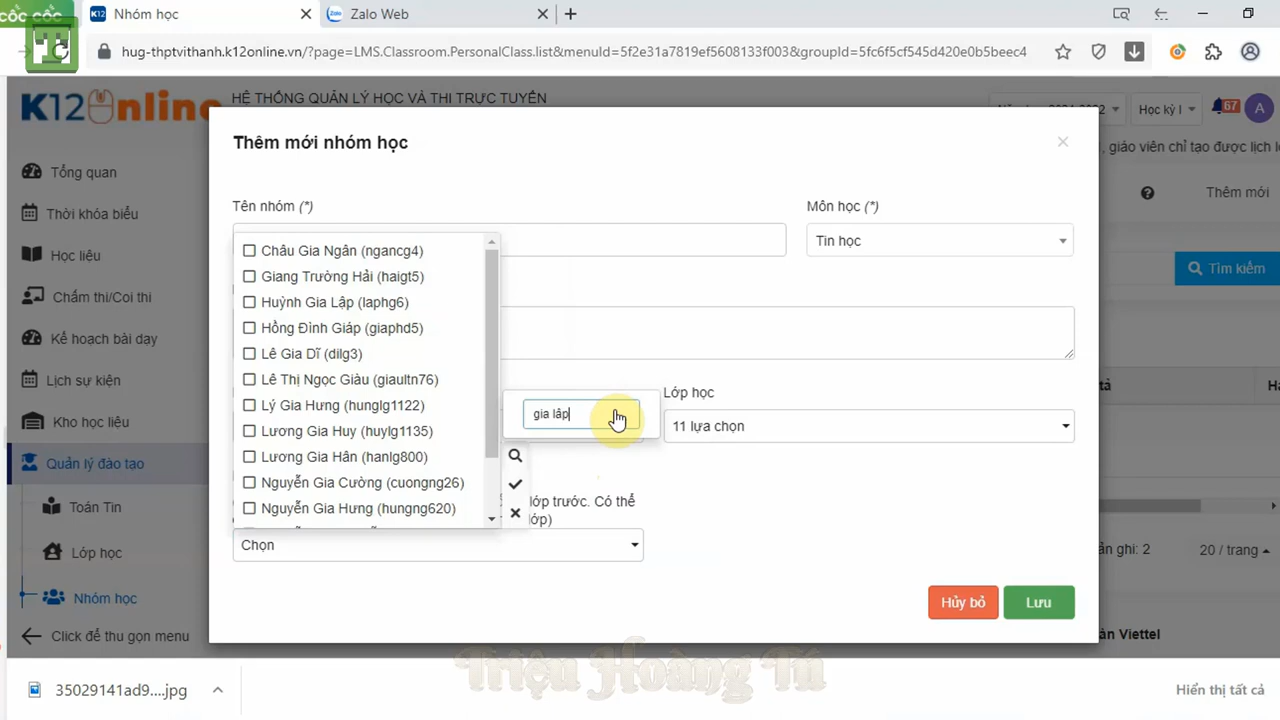 cốc cốc
Nhóm học
Zalo Web
hug-thptvithanh.k12online.vn/?page=LMS.Classroom.PersonalClass.list&menuId=5f2e31a7819ef5608133f003&groupId=5fc6f5cf545d420e0b5beec4
K12Online
HỆ THỐNG QUẢN LÝ HỌC VÀ THI TRỰC TUYẾN
Học kỳ I
67
A
, giáo viên chỉ tạo được lịch
Thêm mới nhóm học
Tổng quan
Thời khóa biểu
Học liệu
Chấm thi/Coi thi
Kế hoạch bài dạy
Lịch sự kiện
Kho học liệu
Quản lý đào tạo
Toán Tin
Lớp học
Nhóm học
Click để thu gọn menu
Tên nhóm (*)
Môn học (*)
Tin học
Thêm mới
Tìm kiếm
Châu Gia Ngân (ngancg4)
Giang Trường Hải (haigt5)
Huỳnh Gia Lập (laphg6)
Hồng Đình Giáp (giaphd5)
Lê Gia Dĩ (dilg3)
Lê Thị Ngọc Giàu (giaultn76)
Lý Gia Hưng (hunglg1122)
Lương Gia Huy (huylg1135)
Lương Gia Hân (hanlg800)
Nguyễn Gia Cường (cuongng26)
Nguyễn Gia Hưng (hungng620)
gia lâp
Lớp học
11 lựa chọn
lớp trước. Có thể
lớp)
Chọn
Hủy bỏ
Lưu
ả
ản ghi: 2
20 / trang
ần Viettel
Triệu Hoàng Tú
35029141ad9....jpg
Hiển thị tất cả